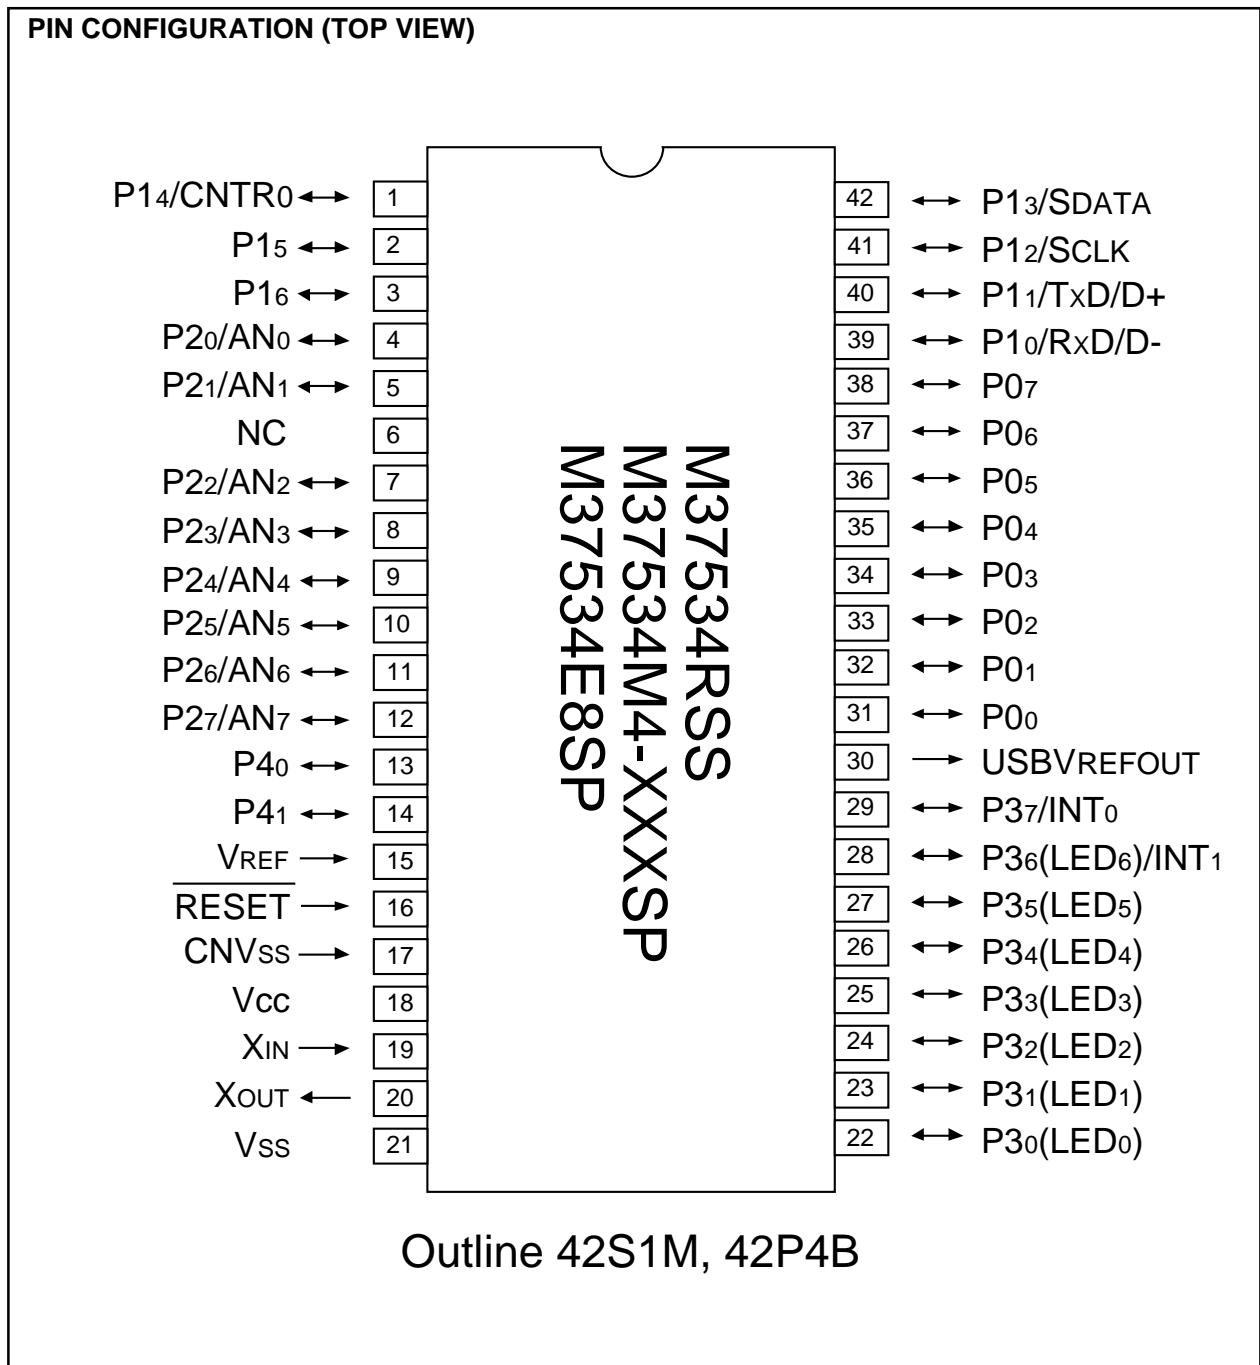 PIN CONFIGURATION (TOP VIEW)
P14/CNTR0 1
P15 2
P16 3
P20/AN0 4
P21/AN1 5
NC 6
P22/AN2 7
P23/AN3 8
P24/AN4 9
P25/AN5 10
P26/AN6 11
P27/AN7 12
P40 13
P41 14
VREF 15
RESET 16
CNVSS 17
Vcc 18
XIN 19
XOUT 20
VSS 21
M37534RSS
M37534M4-XXXSP
M37534E8SP
42 P13/SDATA
41 P12/SCLK
40 P11/TXD/D+
39 P10/RXD/D-
38 P07
37 P06
36 P05
35 P04
34 P03
33 P02
32 P01
31 P00
30 USBVREFOUT
29 P37/INT0
28 P36(LED6)/INT1
27 P35(LED5)
26 P34(LED4)
25 P33(LED3)
24 P32(LED2)
23 P31(LED1)
22 P30(LED0)
Outline 42S1M, 42P4B